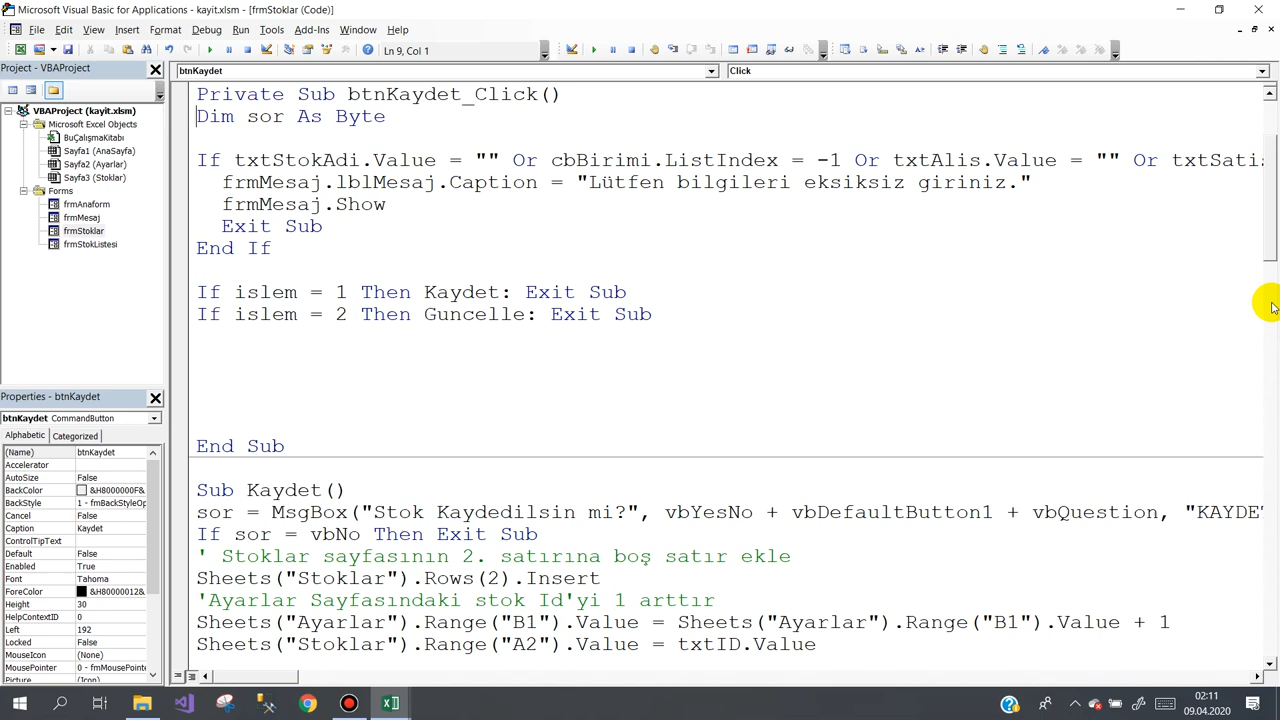 Microsoft Visual Basic for Applications - kayit.xlsm - [frmStoklar (Code)]
File Edit View Insert Format Debug Run Tools Add-Ins Window Help
Ln 9, Col 1
Project - VBAProject
btnKaydet
Click
VBAProject (kayit.xlsm)
Microsoft Excel Objects
BuÇalışmaKitabı
Sayfa1 (AnaSayfa)
Sayfa2 (Ayarlar)
Sayfa3 (Stoklar)
Forms
frmAnaform
frmMesaj
frmStoklar
frmStokListesi
Private Sub btnKaydet_Click()
Dim sor As Byte
If txtStokAdi.Value = "" Or cbBirimi.ListIndex = -1 Or txtAlis.Value = "" Or txtSatis
frmMesaj.lblMesaj.Caption = "Lütfen bilgileri eksiksiz giriniz."
frmMesaj.Show
Exit Sub
End If
If islem = 1 Then Kaydet: Exit Sub
If islem = 2 Then Guncelle: Exit Sub
End Sub
Sub Kaydet()
sor = MsgBox("Stok Kaydedilsin mi?", vbYesNo + vbDefaultButton1 + vbQuestion, "KAYDE
If sor = vbNo Then Exit Sub
' Stoklar sayfasının 2. satırına boş satır ekle
Sheets("Stoklar").Rows(2).Insert
'Ayarlar Sayfasındaki stok Id'yi 1 arttır
Sheets("Ayarlar").Range("B1").Value = Sheets("Ayarlar").Range("B1").Value + 1
Sheets("Stoklar").Range("A2").Value = txtID.Value
Properties - btnKaydet
btnKaydet CommandButton
Alphabetic Categorized
(Name) btnKaydet
Accelerator
AutoSize False
BackColor &H8000000F&
BackStyle 1 - fmBackStyleOp
Cancel False
Caption Kaydet
ControlTipText
Default False
Enabled True
Font Tahoma
ForeColor &H80000012&
Height 30
HelpContextID 0
Left 192
Locked False
MouseIcon (None)
MousePointer 0 - fmMousePointe
Picture (Icon)
02:11
09.04.2020